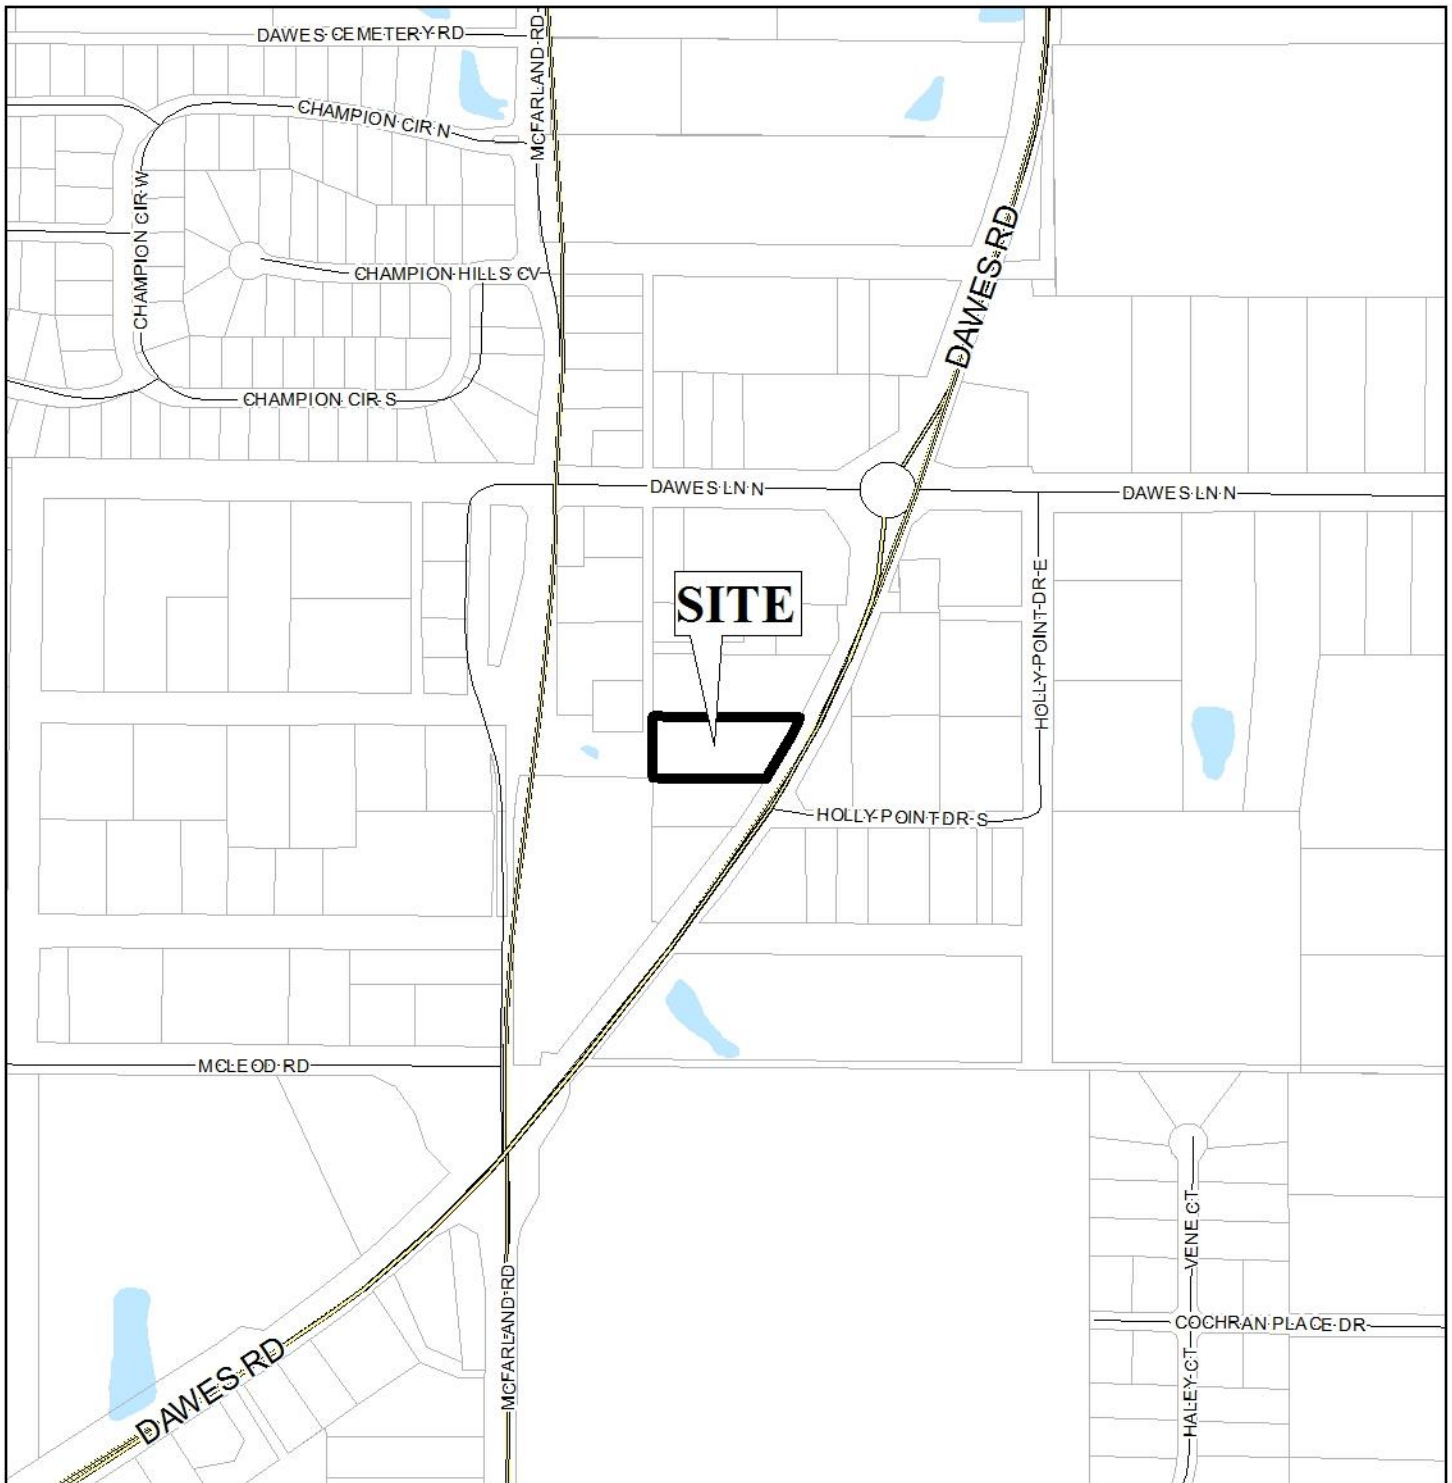 DAWES CEMETERY RD
MCFARLAND RD
CHAMPION CIR N
CHAMPION CIR W
DAWES RD
CHAMPION HILLS CV
CHAMPION CIR S
DAWES LN N
DAWES LN N
SITE
HOLLY POINT DR E
HOLLY POINT DR S
MCLEOD RD
VENE CT
MCFARLAND RD
COCHRAN PLACE DR
DAWES RD
HALEY CT